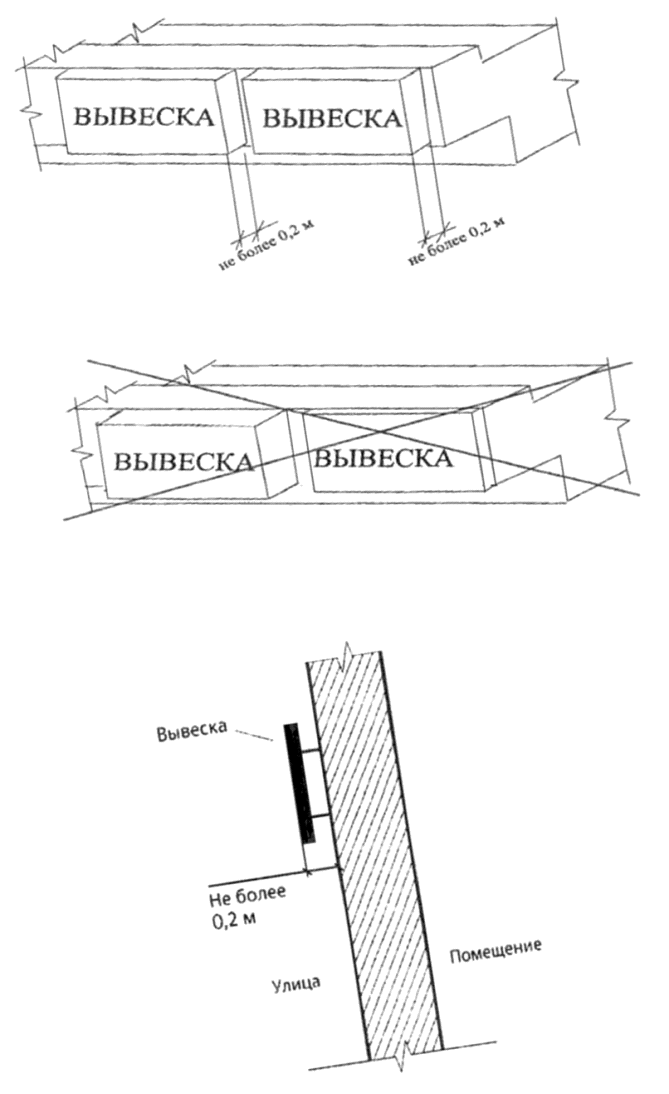 ВЫВЕСКА ВЫВЕСКА
не более 0,2 м не более 0,2 м
ВЫВЕСКА ВЫВЕСКА
Вывеска
Не более
0,2 м
Помещение
Улица